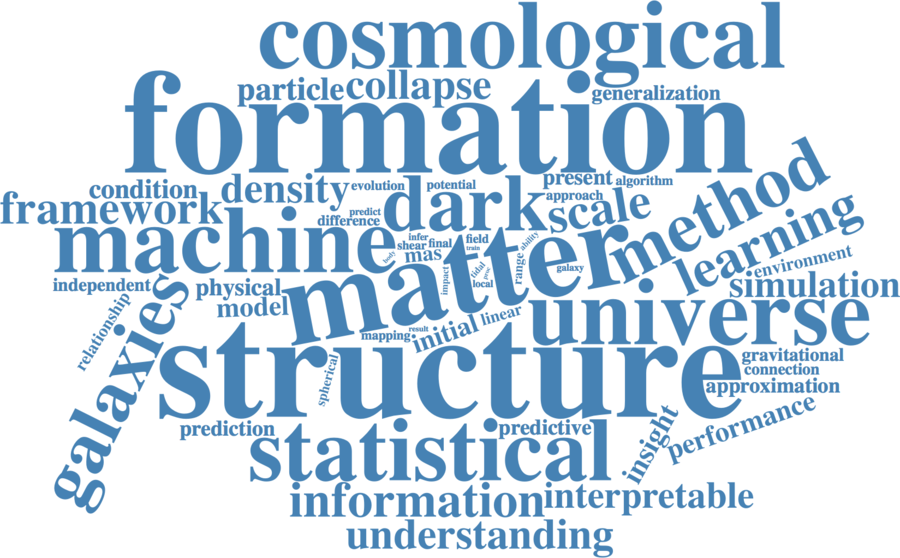 cosmological
particle
collapse
generalization
formation
condition
density
evolution
potential
present
algorithm
framework
predict
difference
dark
approach
scale
method
machine
infer
shear
final
field
train
ability
body
mas
matter
learning
independent
physical
impact
tidal
peak
local
range
galaxy
environment
simulation
relationship
galaxies
model
mapping
result
initial
linear
universe
structure
spherical
gravitational
connection
approximation
prediction
statistical
predictive
insight
performance
information
interpretable
understanding